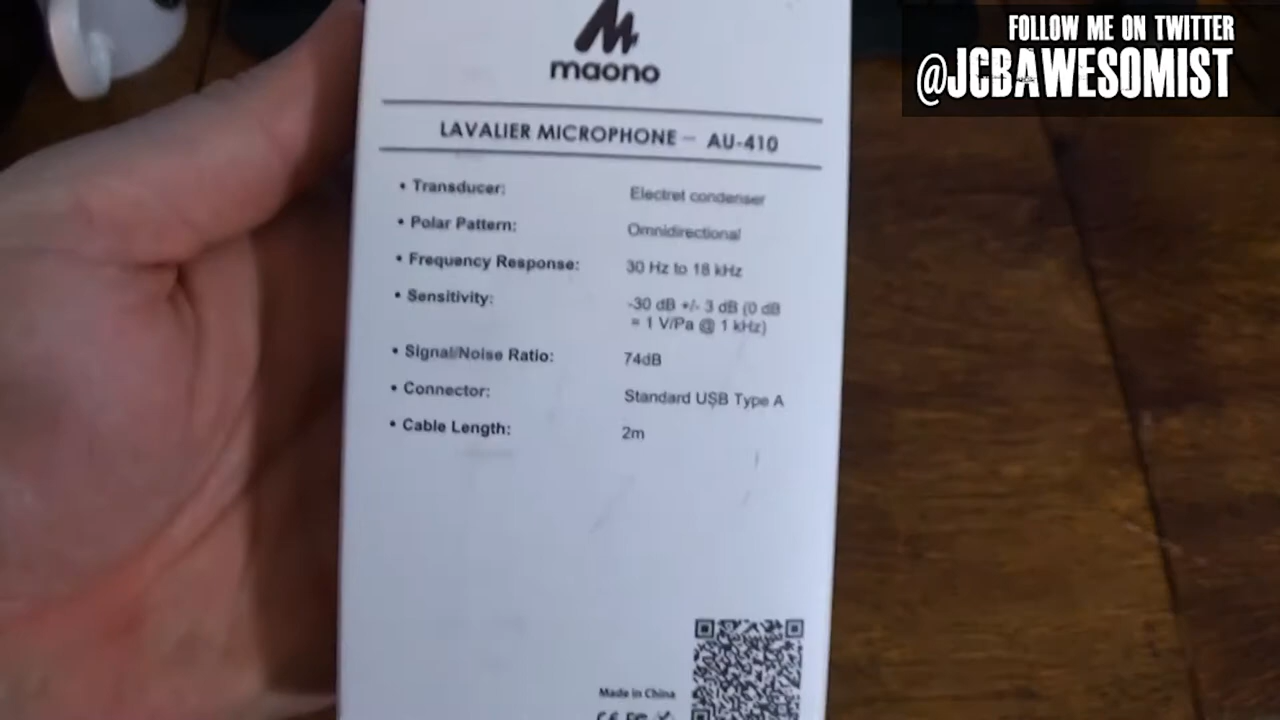 FOLLOW ME ON TWITTER
@JCBAWESOMIST
maono
LAVALIER MICROPHONE – AU-410
• Transducer: Electret condenser
• Polar Pattern: Omnidirectional
• Frequency Response: 30 Hz to 18 kHz
• Sensitivity: -30 dB +/- 3 dB (0 dB
= 1 V/Pa @ 1 kHz)
• Signal/Noise Ratio: 74dB
• Connector: Standard USB Type A
• Cable Length: 2m
Made in China
CE FC